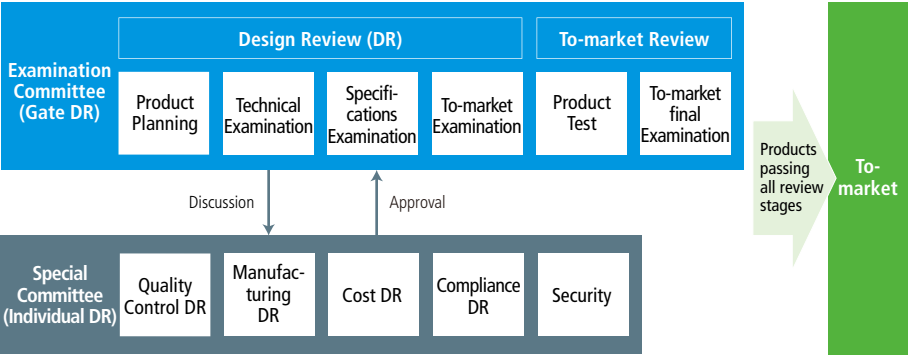 Design Review (DR)
To-market Review
Examination
Committee
(Gate DR)
Product
Planning
Technical
Examination
Specifi-
cations
Examination
To-market
Examination
Product
Test
To-market
final
Examination
Products
passing
all review
stages
To-
market
Discussion
Approval
Special
Committee
(Individual DR)
Quality
Control DR
Manufac-
turing
DR
Cost DR
Compliance
DR
Security